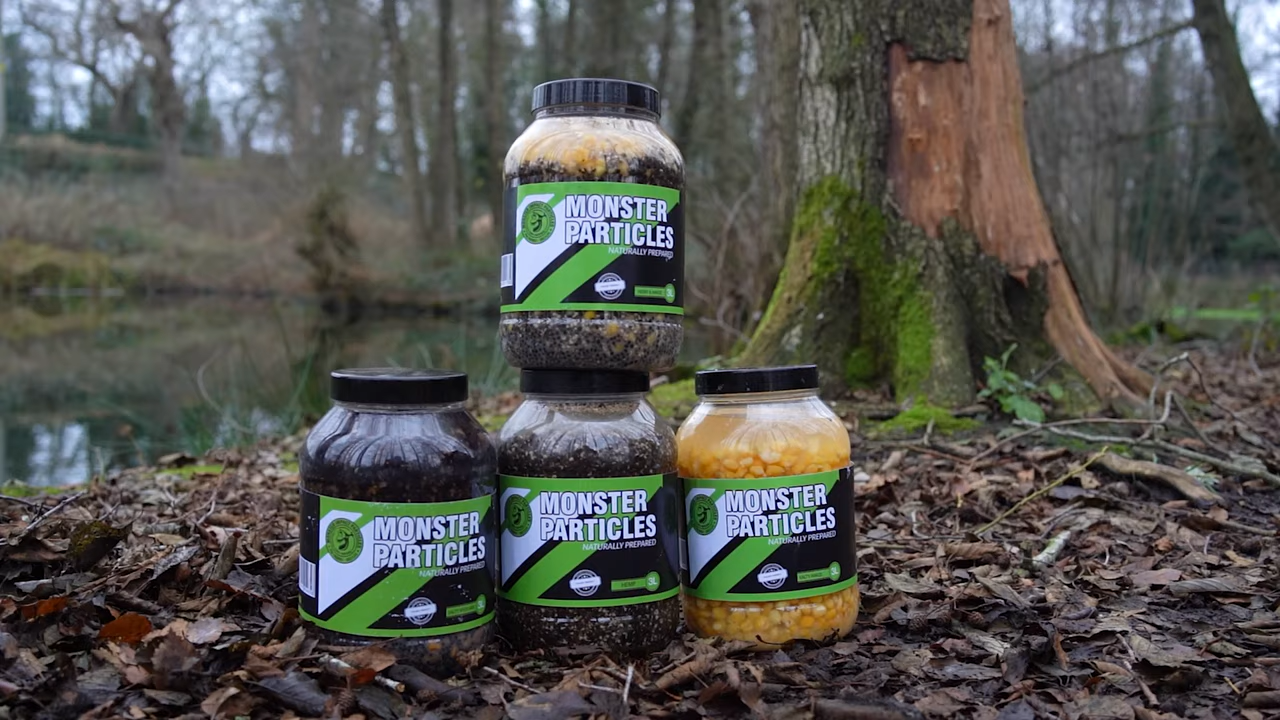 MONSTER
PARTICLES
NATURALLY PREPARED
3L
MONSTER
PARTICLES
NATURALLY PREPARED
MONSTER
PARTICLES
NATURALLY PREPARED
HEMP 3L
MONSTER
PARTICLES
NATURALLY PREPARED
3L